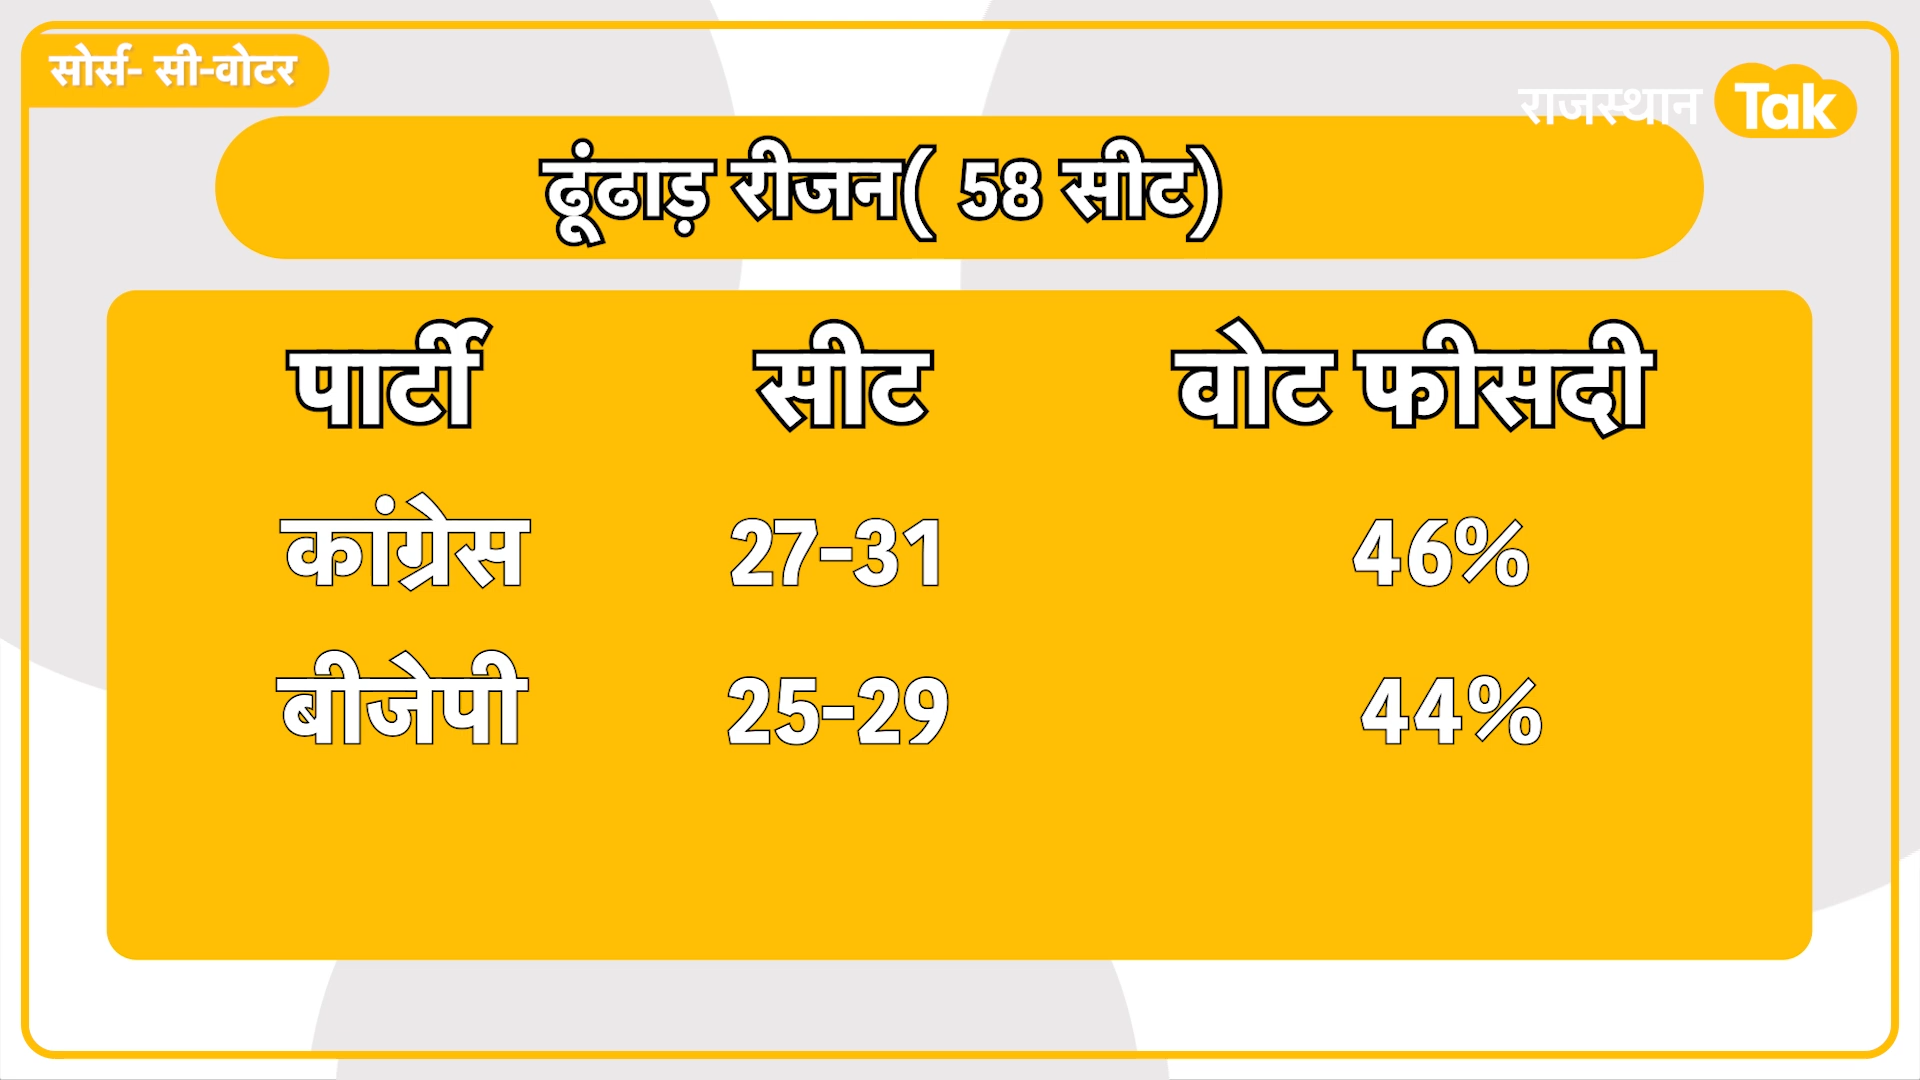 सोर्स- सी-वोटर
राजस्थान Tak
ढूंढाड़ रीजन( 58 सीट)
पार्टी सीट वोट फीसदी
कांग्रेस 27-31 46%
बीजेपी 25-29 44%